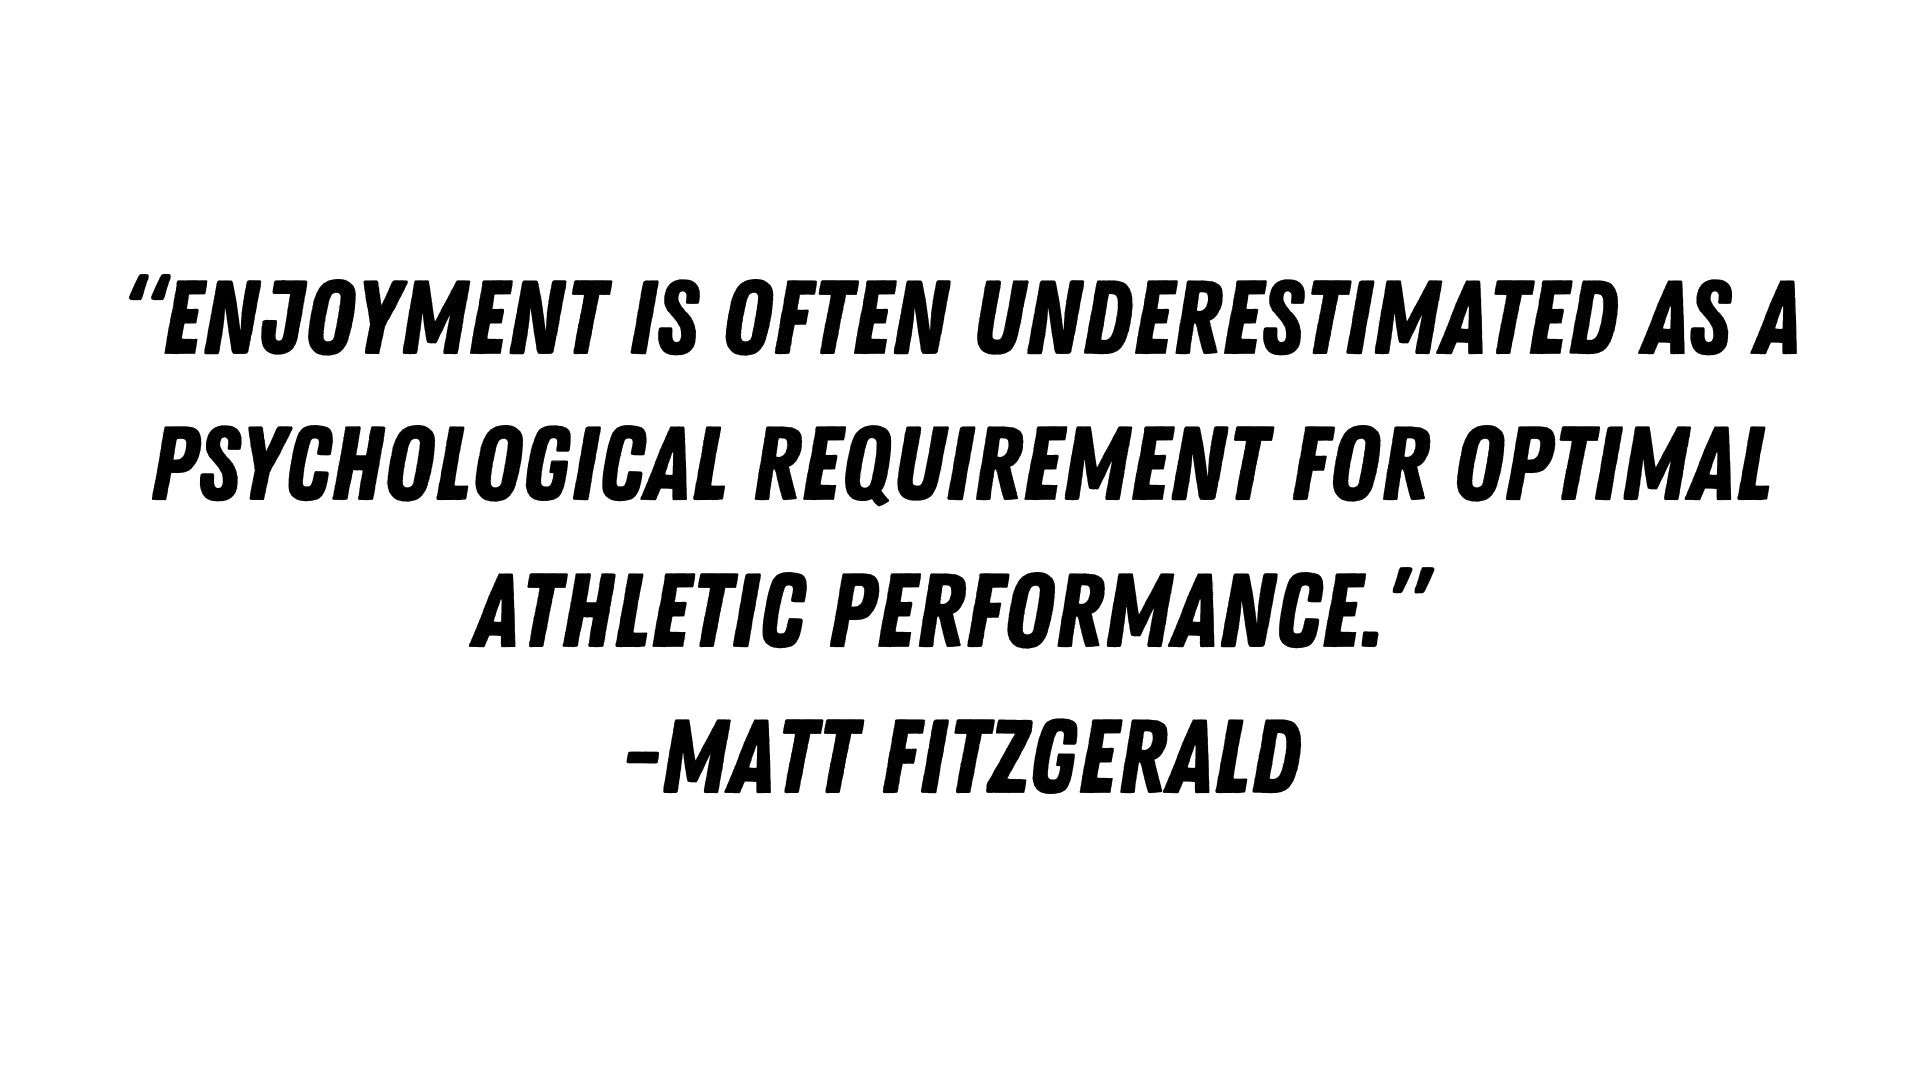 “ENJOYMENT IS OFTEN UNDERESTIMATED AS A
PSYCHOLOGICAL REQUIREMENT FOR OPTIMAL
ATHLETIC PERFORMANCE.”
-MATT FITZGERALD